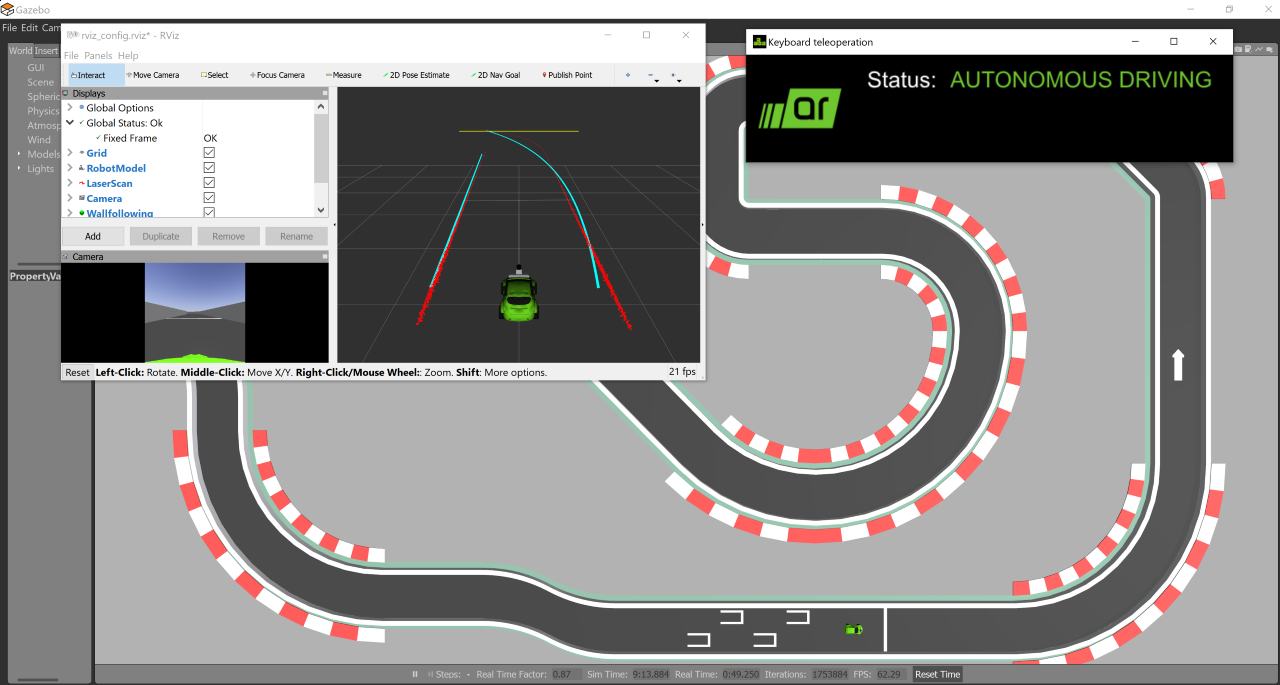 Gazebo
File Edit Cam
World Insert
GUI
Scene
Spheric
Physics
Atmosp
Wind
Models
Lights
PropertyVa
rviz_config.rviz* - RViz
File Panels Help
Interact Move Camera Select Focus Camera Measure 2D Pose Estimate 2D Nav Goal Publish Point
Displays
Global Options
Global Status: Ok
Fixed Frame OK
Grid
RobotModel
LaserScan
Camera
Wallfollowing
Add Duplicate Remove Rename
Camera
Reset Left-Click: Rotate. Middle-Click: Move X/Y. Right-Click/Mouse Wheel:: Zoom. Shift: More options. 21 fps
Keyboard teleoperation
ar
Status: AUTONOMOUS DRIVING
Steps: - Real Time Factor: 0.87 Sim Time: 9:13.884 Real Time: 0:49.250 Iterations: 1753884 FPS: 62.29 Reset Time